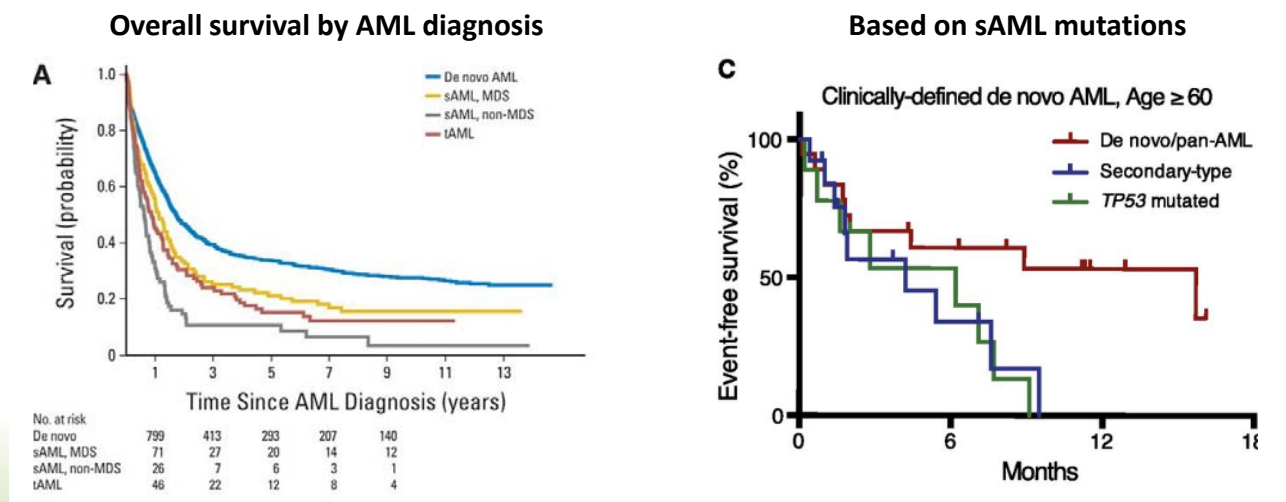 Overall survival by AML diagnosis
A
De novo AML
sAML, MDS
sAML, non-MDS
tAML
Survival (probability)
1.0
0.8
0.6
0.4
0.2
0
1 3 5 7 9 11 13
Time Since AML Diagnosis (years)
No. at risk
De novo 799 413 293 207 140
sAML, MDS 71 27 20 14 12
sAML, non-MDS 26 7 6 3 1
tAML 46 22 12 8 4
Based on sAML mutations
C
Clinically-defined de novo AML, Age ≥ 60
De novo/pan-AML
Secondary-type
TP53 mutated
Event-free survival (%)
100
50
0
0 6 12 18
Months